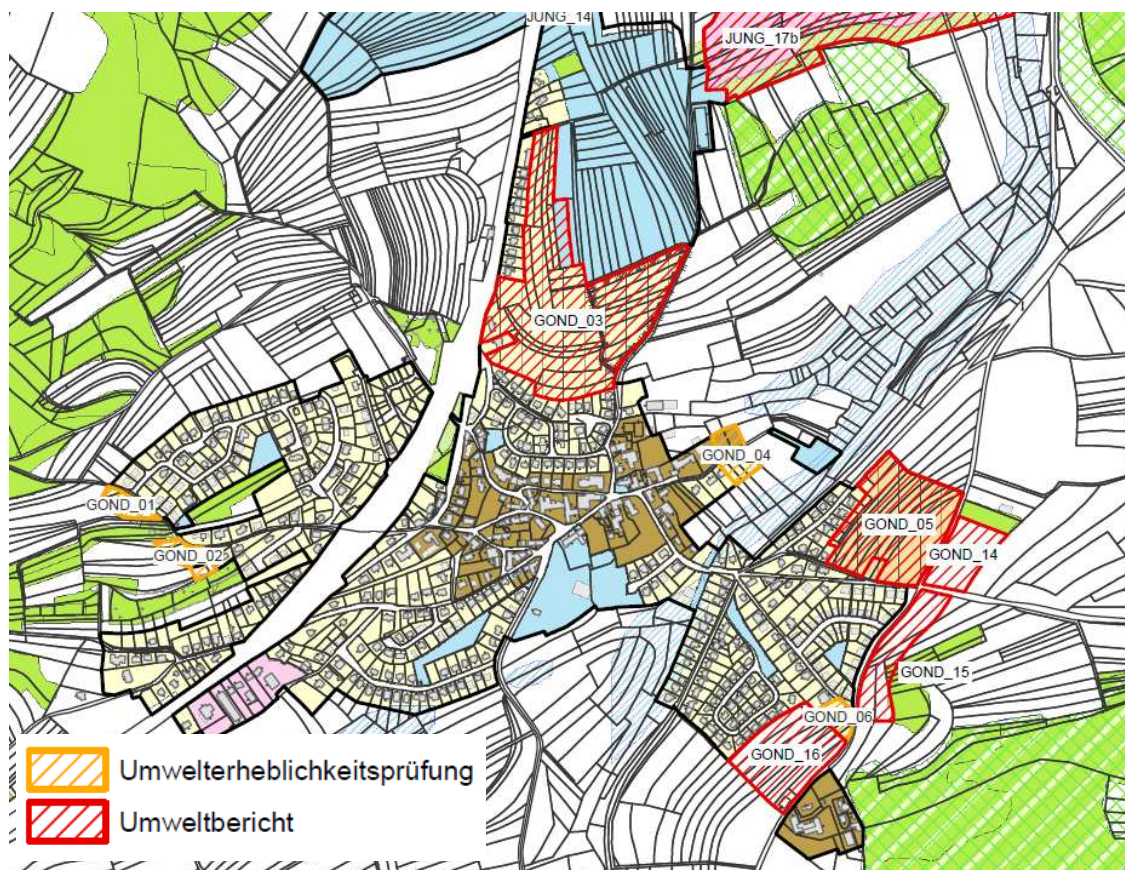 JUNG_14
JUNG_17b
GOND_03
GOND_04
GOND_01
GOND_05
GOND_02
GOND_14
GOND_15
GOND_06
GOND_16
Umwelterheblichkeitsprüfung
Umweltbericht